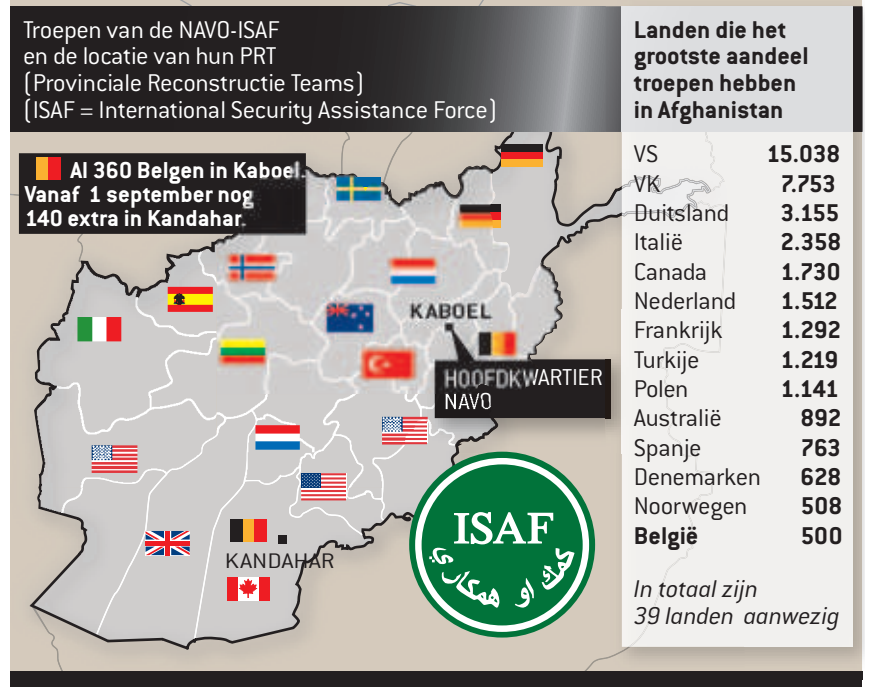 Troepen van de NAVO-ISAF
en de locatie van hun PRT
(Provinciale Reconstructie Teams)
(ISAF = International Security Assistance Force)
Al 360 Belgen in Kaboel.
Vanaf 1 september nog
140 extra in Kandahar.
KABOEL
HOOFDKWARTIER
NAVO
KANDAHAR
ISAF
كمك او همكاري
Landen die het
grootste aandeel
troepen hebben
in Afghanistan
VS 15.038
VK 7.753
Duitsland 3.155
Italië 2.358
Canada 1.730
Nederland 1.512
Frankrijk 1.292
Turkije 1.219
Polen 1.141
Australië 892
Spanje 763
Denemarken 628
Noorwegen 508
België 500
In totaal zijn
39 landen aanwezig